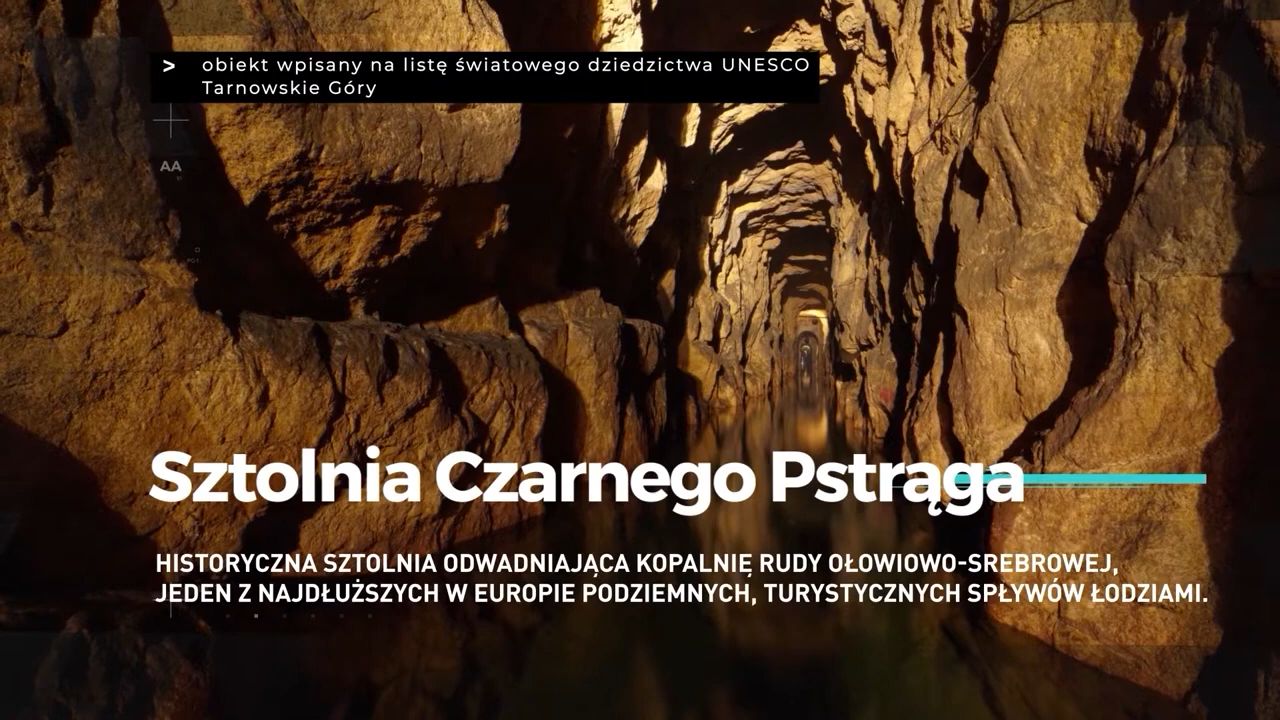 > obiekt wpisany na listę światowego dziedzictwa UNESCO
Tarnowskie Góry
AA
Sztolnia Czarnego Pstrąga
HISTORYCZNA SZTOLNIA ODWADNIAJĄCA KOPALNIĘ RUDY OŁOWIOWO-SREBROWEJ,
JEDEN Z NAJDŁUŻSZYCH W EUROPIE PODZIEMNYCH, TURYSTYCZNYCH SPŁYWÓW ŁODZIAMI.